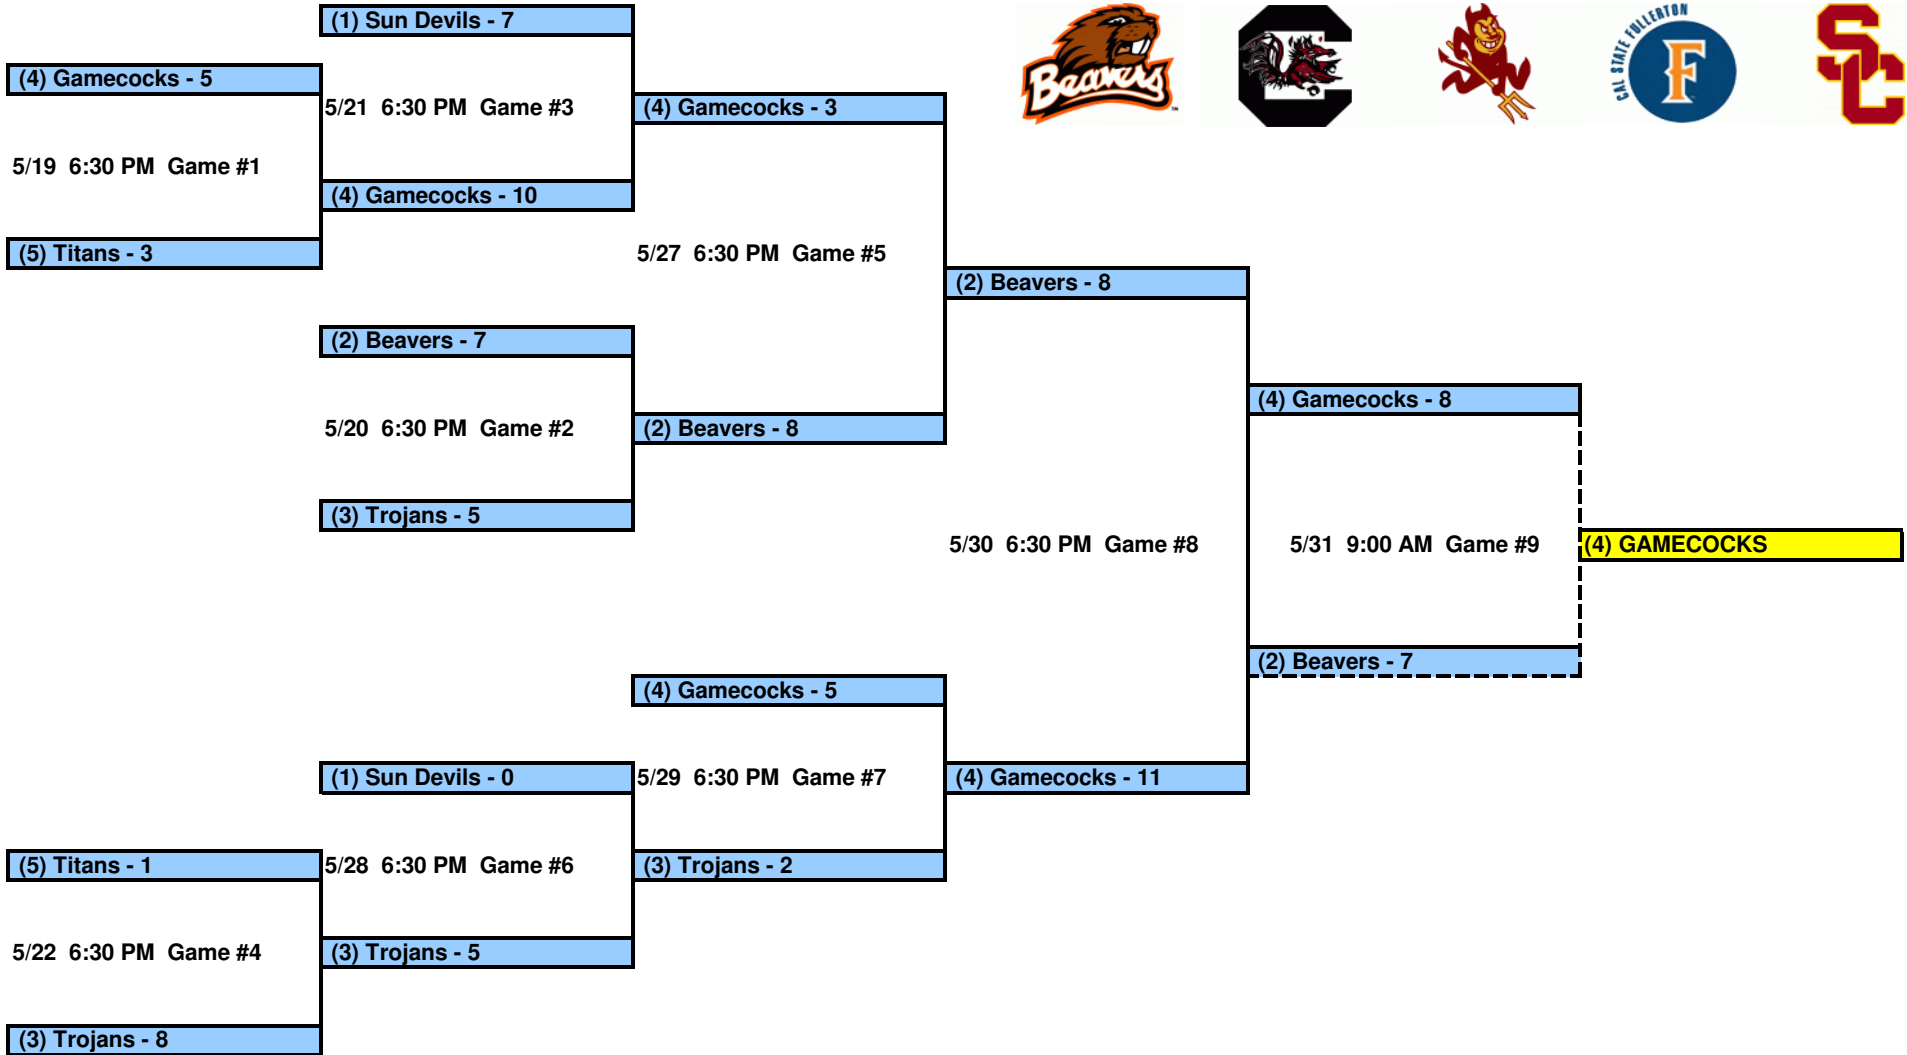 (1) Sun Devils - 7
Beavers
CAL STATE FULLERTON
F
C
SC
(4) Gamecocks - 5
5/21 6:30 PM Game #3
(4) Gamecocks - 3
5/19 6:30 PM Game #1
(4) Gamecocks - 10
(5) Titans - 3
5/27 6:30 PM Game #5
(2) Beavers - 8
(2) Beavers - 7
(4) Gamecocks - 8
5/20 6:30 PM Game #2
(2) Beavers - 8
(3) Trojans - 5
5/30 6:30 PM Game #8
5/31 9:00 AM Game #9
(4) GAMECOCKS
(2) Beavers - 7
(4) Gamecocks - 5
(1) Sun Devils - 0
5/29 6:30 PM Game #7
(4) Gamecocks - 11
(5) Titans - 1
5/28 6:30 PM Game #6
(3) Trojans - 2
5/22 6:30 PM Game #4
(3) Trojans - 5
(3) Trojans - 8